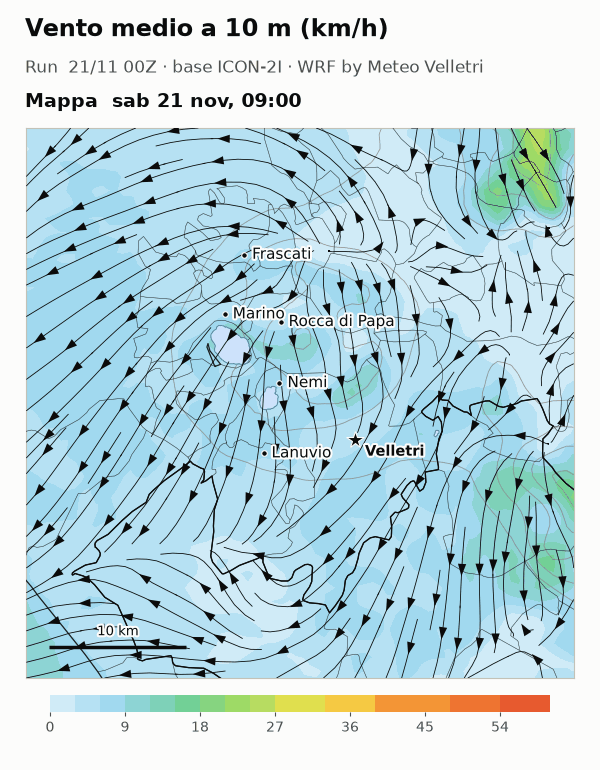 Vento medio a 10 m (km/h)
Run 21/11 00Z · base ICON-2I · WRF by Meteo Velletri
Mappa sab 21 nov, 09:00
Frascati
Marino
Rocca di Papa
Nemi
Velletri
Lanuvio
10 km
0 9 18 27 36 45 54